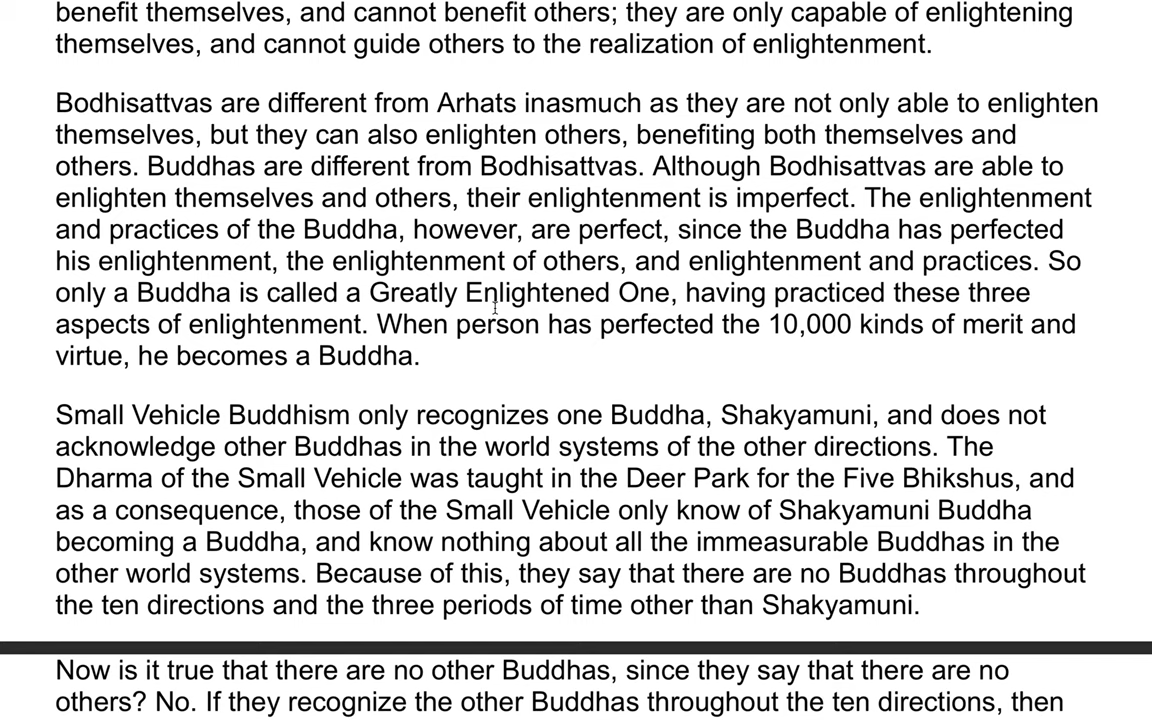 benefit themselves, and cannot benefit others; they are only capable of enlightening
themselves, and cannot guide others to the realization of enlightenment.
Bodhisattvas are different from Arhats inasmuch as they are not only able to enlighten
themselves, but they can also enlighten others, benefiting both themselves and
others. Buddhas are different from Bodhisattvas. Although Bodhisattvas are able to
enlighten themselves and others, their enlightenment is imperfect. The enlightenment
and practices of the Buddha, however, are perfect, since the Buddha has perfected
his enlightenment, the enlightenment of others, and enlightenment and practices. So
only a Buddha is called a Greatly Enlightened One, having practiced these three
aspects of enlightenment. When person has perfected the 10,000 kinds of merit and
virtue, he becomes a Buddha.
Small Vehicle Buddhism only recognizes one Buddha, Shakyamuni, and does not
acknowledge other Buddhas in the world systems of the other directions. The
Dharma of the Small Vehicle was taught in the Deer Park for the Five Bhikshus, and
as a consequence, those of the Small Vehicle only know of Shakyamuni Buddha
becoming a Buddha, and know nothing about all the immeasurable Buddhas in the
other world systems. Because of this, they say that there are no Buddhas throughout
the ten directions and the three periods of time other than Shakyamuni.
Now is it true that there are no other Buddhas, since they say that there are no
others? No. If they recognize the other Buddhas throughout the ten directions, then